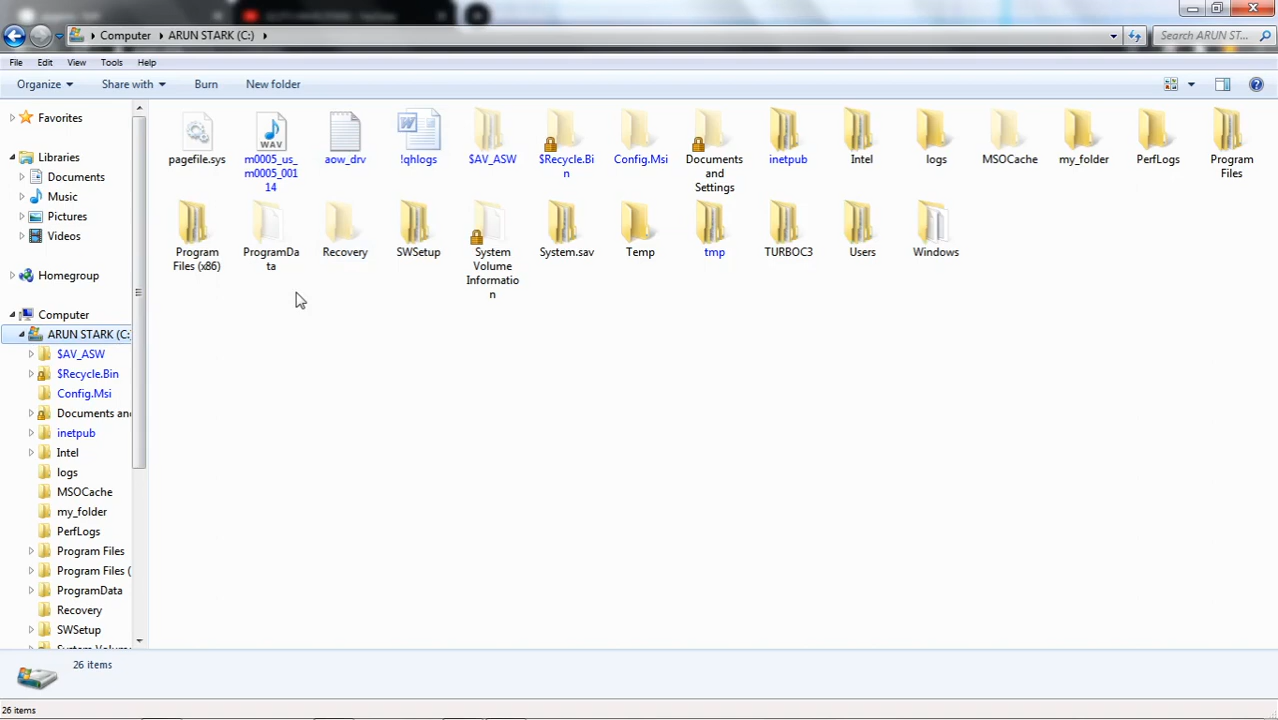 Computer ARUN STARK (C:)
Search ARUN ST...
File Edit View Tools Help
Organize Share with Burn New folder
Favorites
Libraries
Documents
Music
Pictures
Videos
Homegroup
Computer
ARUN STARK (C:
$AV_ASW
$Recycle.Bin
Config.Msi
Documents and
inetpub
Intel
logs
MSOCache
my_folder
PerfLogs
Program Files
Program Files (
ProgramData
Recovery
SWSetup
System Volume
pagefile.sys
m0005_us_
m0005_001
14
aow_drv
!qhlogs
$AV_ASW
$Recycle.Bi
n
Config.Msi
Documents
and
Settings
inetpub
Intel
logs
MSOCache
my_folder
PerfLogs
Program
Files
Program
Files (x86)
ProgramDa
ta
Recovery
SWSetup
System
Volume
Informatio
n
System.sav
Temp
tmp
TURBOC3
Users
Windows
26 items
26 items